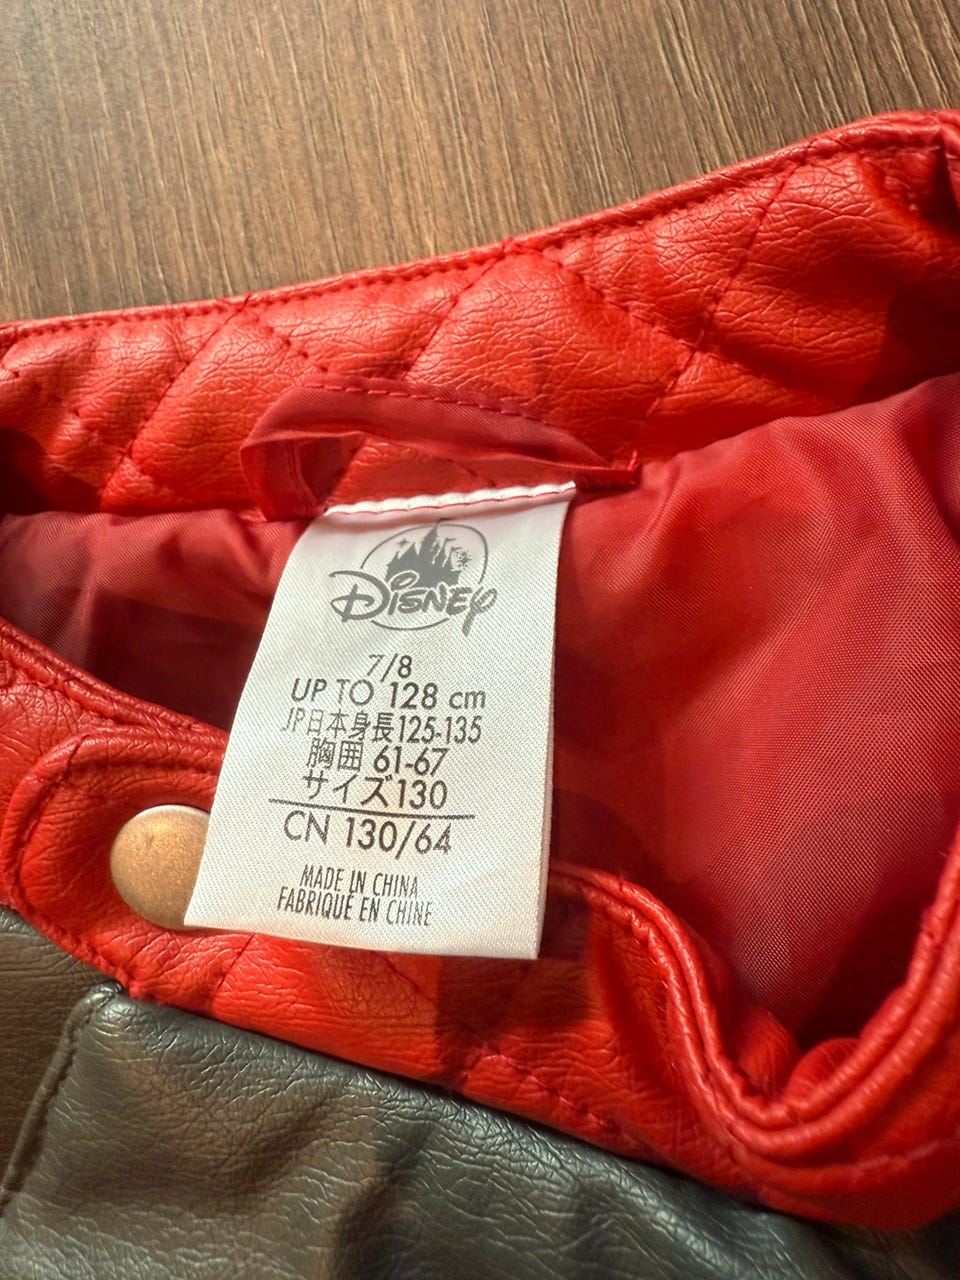 Disney
7/8
UP TO 128 cm
JP日本身長125-135
胸囲 61-67
サイズ130
CN 130/64
MADE IN CHINA
FABRIQUÉ EN CHINE